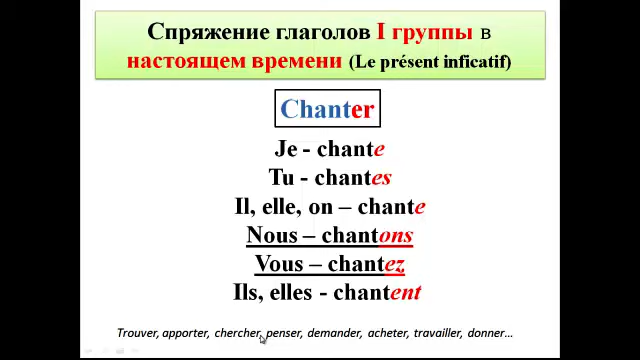 Спряжение глаголов I группы в
настоящем времени (Le présent inficatif)
Chanter
Je - chante
Tu - chantes
Il, elle, on – chante
Nous – chantons
Vous – chantez
Ils, elles - chantent
Trouver, apporter, chercher, penser, demander, acheter, travailler, donner…